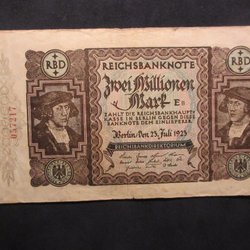 REICHSBANKNOTE
RBD
RBD
Zwei Millionen
Mark
E
ZAHLT DIE REICHSBANKHAUPT-
KASSE IN BERLIN GEGEN DIESE
BANKNOTE DEM EINLIEFERER
Berlin, den 23. Juli 1923
REICHSBANKDIREKTORIUM